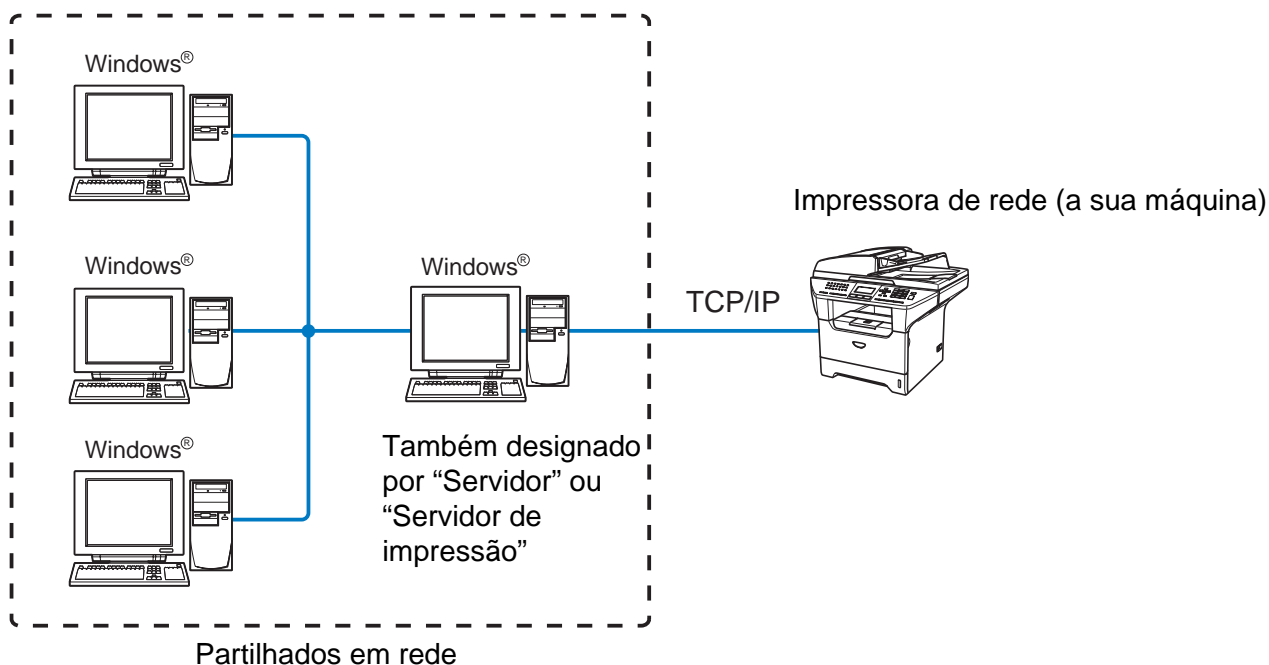 Windows®
Impressora de rede (a sua máquina)
Windows®
Windows®
TCP/IP
Windows®
Também designado
por “Servidor” ou
“Servidor de
impressão”
Partilhados em rede